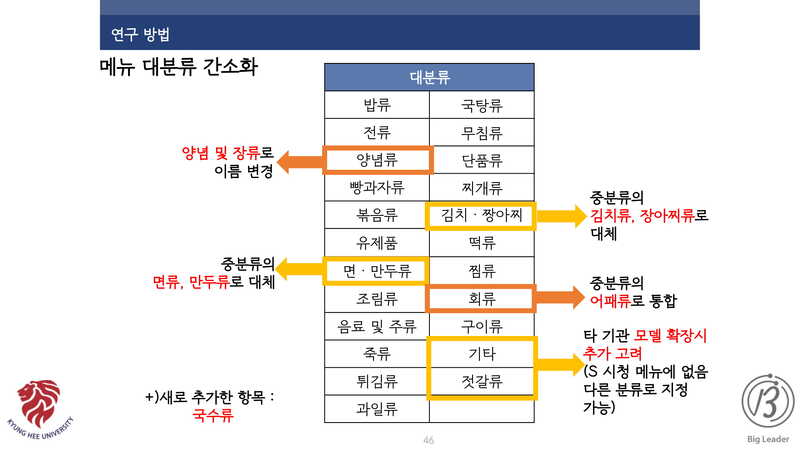 연구 방법
메뉴 대분류 간소화
대분류
밥류 국탕류
전류 무침류
양념류 단품류
빵과자류 찌개류
볶음류 김치 · 짱아찌
유제품 떡류
면 · 만두류 찜류
조림류 회류
음료 및 주류 구이류
죽류 기타
튀김류 젓갈류
과일류
양념 및 장류로
이름 변경
중분류의
면류, 만두류로 대체
+)새로 추가한 항목 :
국수류
중분류의
김치류, 장아찌류로
대체
중분류의
어패류로 통합
타 기관 모델 확장시
추가 고려
(S 시청 메뉴에 없음
다른 분류로 지정
가능)
KYUNG HEE UNIVERSITY
46
Big Leader